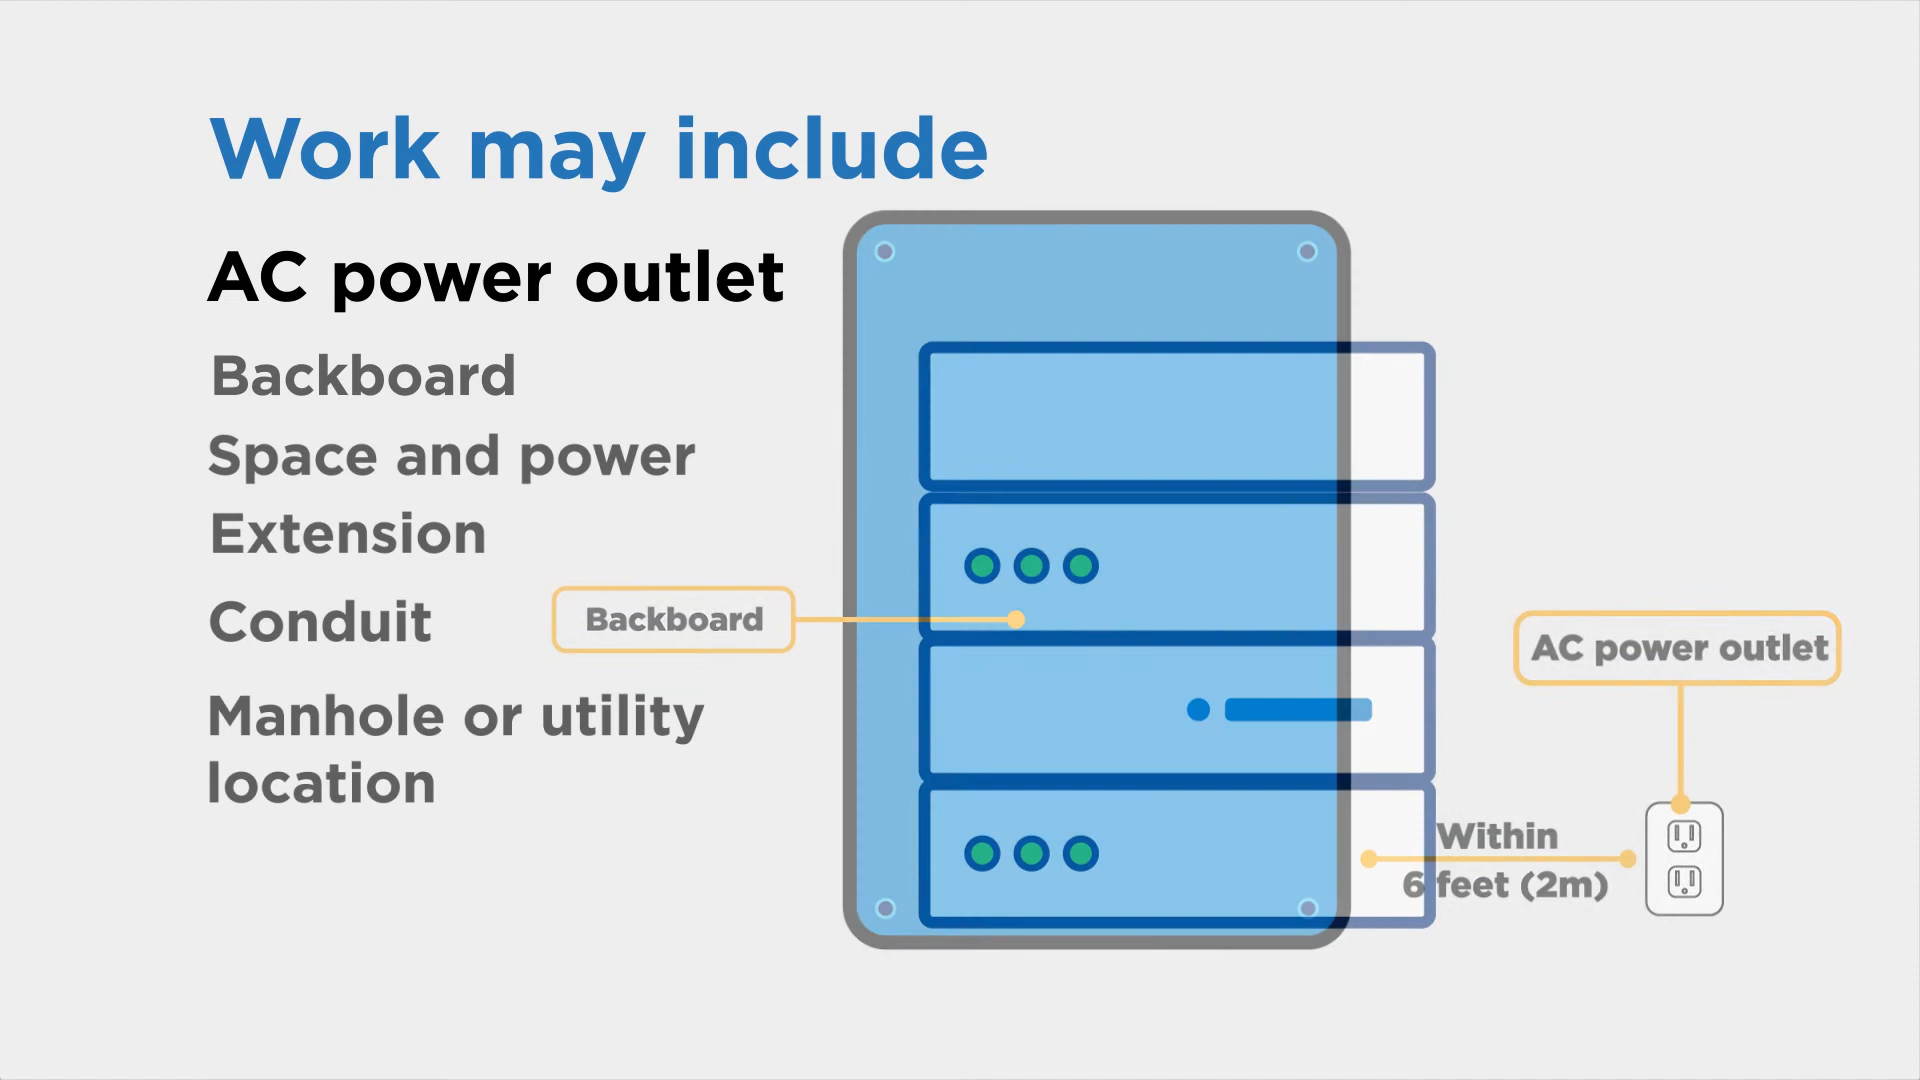 Work may include
AC power outlet
Backboard
Space and power
Extension
Conduit
Manhole or utility
location
Backboard
AC power outlet
Within
6 feet (2m)